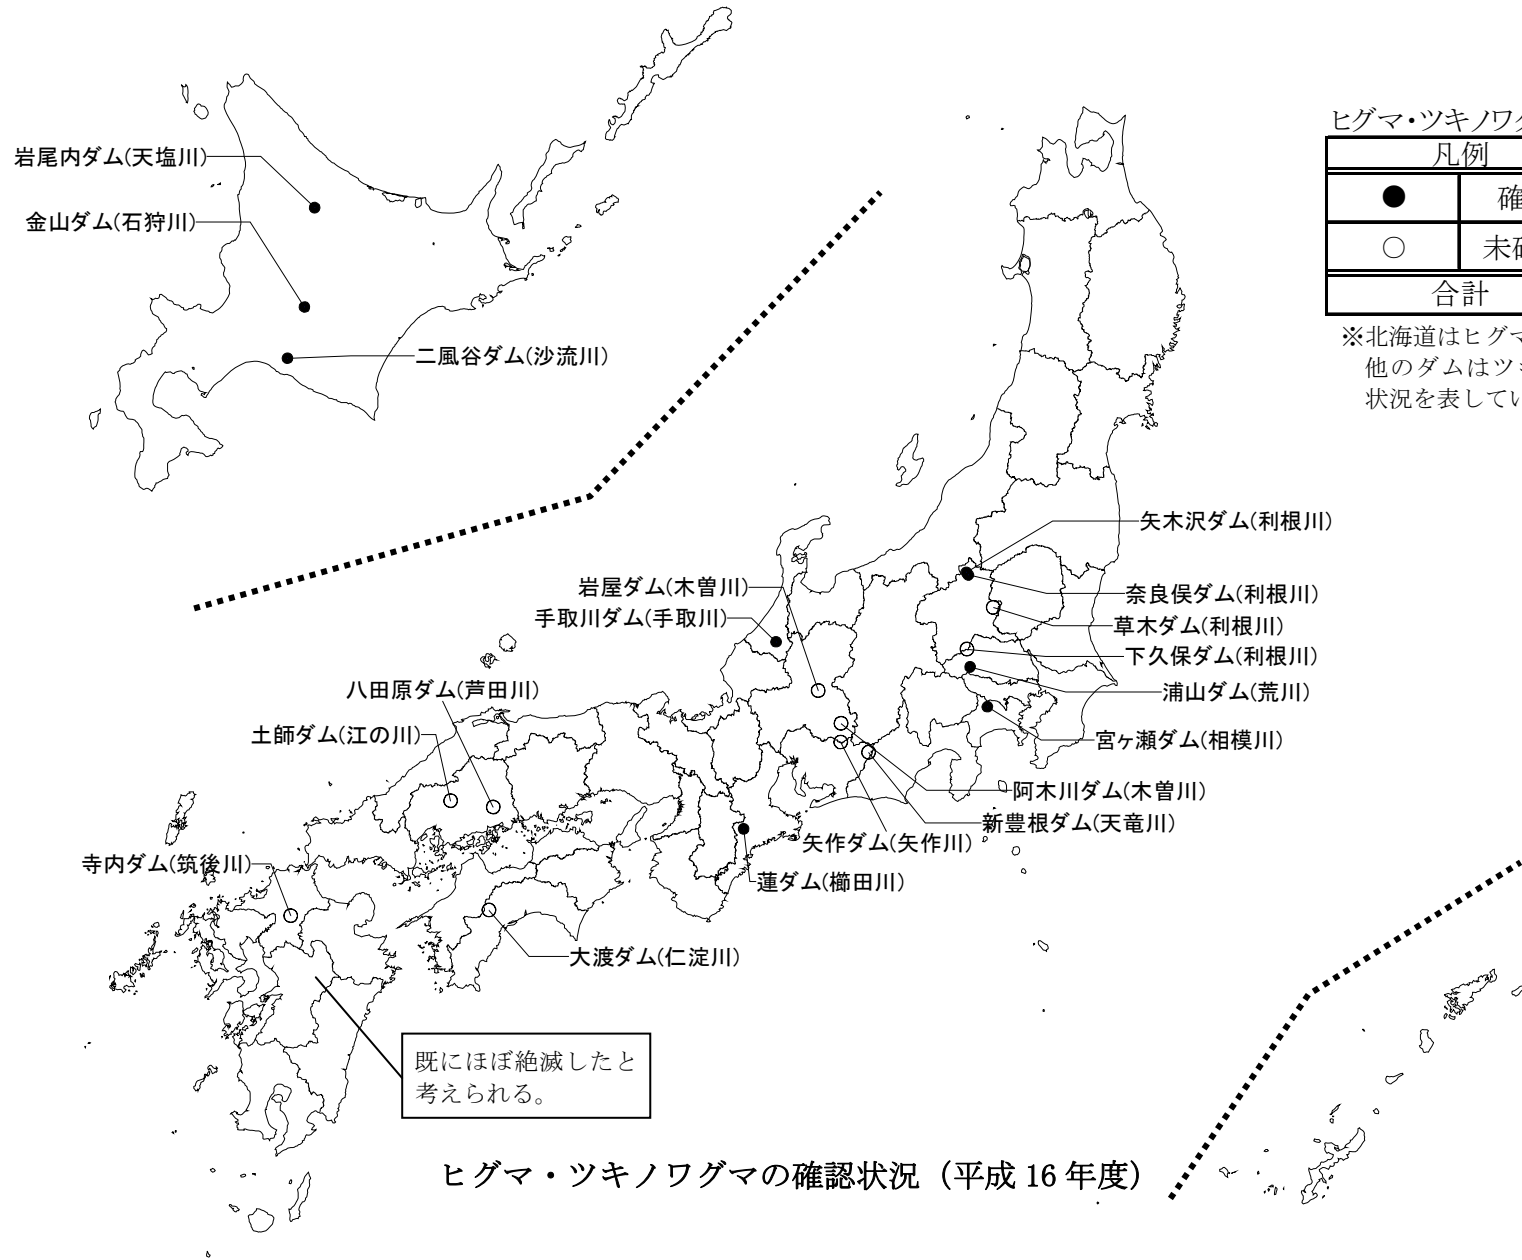 ヒグマ・ツキノワグ
凡例
● 確
○ 未確
合計
※北海道はヒグマ
他のダムはツキ
状況を表してい
岩尾内ダム(天塩川)
金山ダム(石狩川)
二風谷ダム(沙流川)
矢木沢ダム(利根川)
岩屋ダム(木曽川)
奈良俣ダム(利根川)
手取川ダム(手取川)
草木ダム(利根川)
下久保ダム(利根川)
八田原ダム(芦田川)
浦山ダム(荒川)
土師ダム(江の川)
宮ヶ瀬ダム(相模川)
阿木川ダム(木曽川)
新豊根ダム(天竜川)
矢作ダム(矢作川)
寺内ダム(筑後川)
蓮ダム(櫛田川)
大渡ダム(仁淀川)
既にほぼ絶滅したと
考えられる。
ヒグマ・ツキノワグマの確認状況（平成 16 年度）